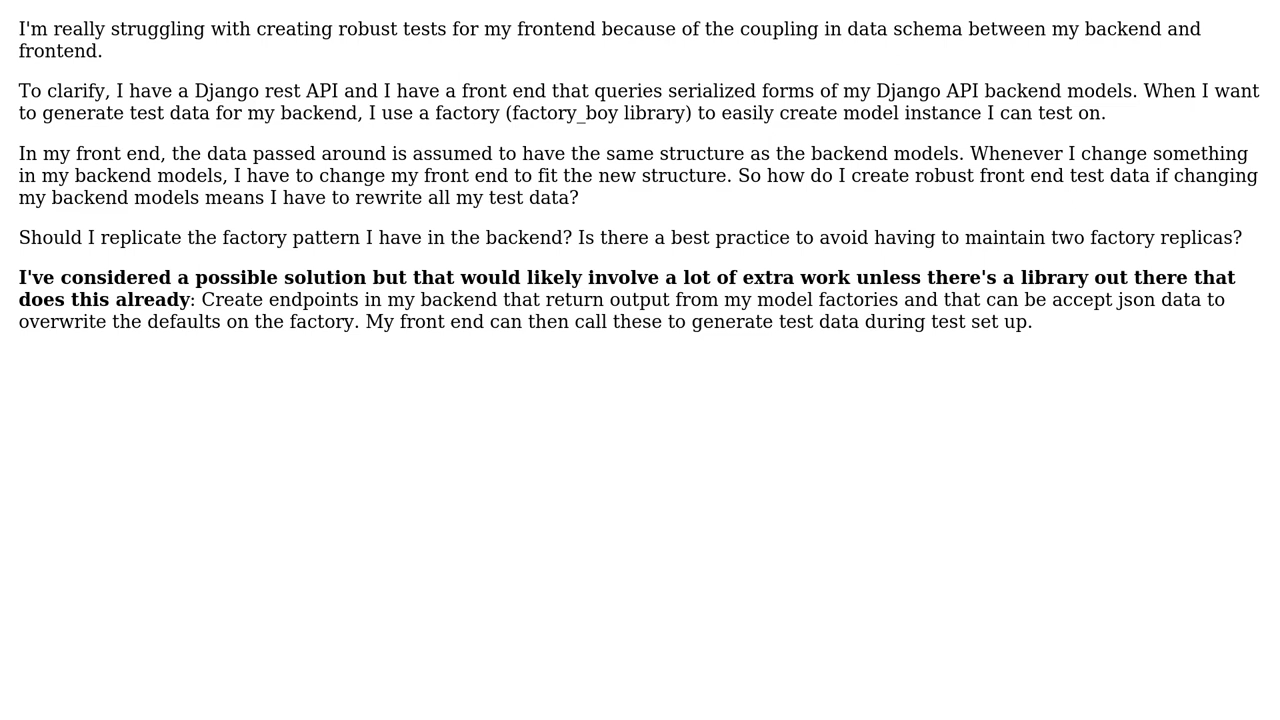 I'm really struggling with creating robust tests for my frontend because of the coupling in data schema between my backend and
frontend.
To clarify, I have a Django rest API and I have a front end that queries serialized forms of my Django API backend models. When I want
to generate test data for my backend, I use a factory (factory_boy library) to easily create model instance I can test on.
In my front end, the data passed around is assumed to have the same structure as the backend models. Whenever I change something
in my backend models, I have to change my front end to fit the new structure. So how do I create robust front end test data if changing
my backend models means I have to rewrite all my test data?
Should I replicate the factory pattern I have in the backend? Is there a best practice to avoid having to maintain two factory replicas?
I've considered a possible solution but that would likely involve a lot of extra work unless there's a library out there that
does this already: Create endpoints in my backend that return output from my model factories and that can be accept json data to
overwrite the defaults on the factory. My front end can then call these to generate test data during test set up.